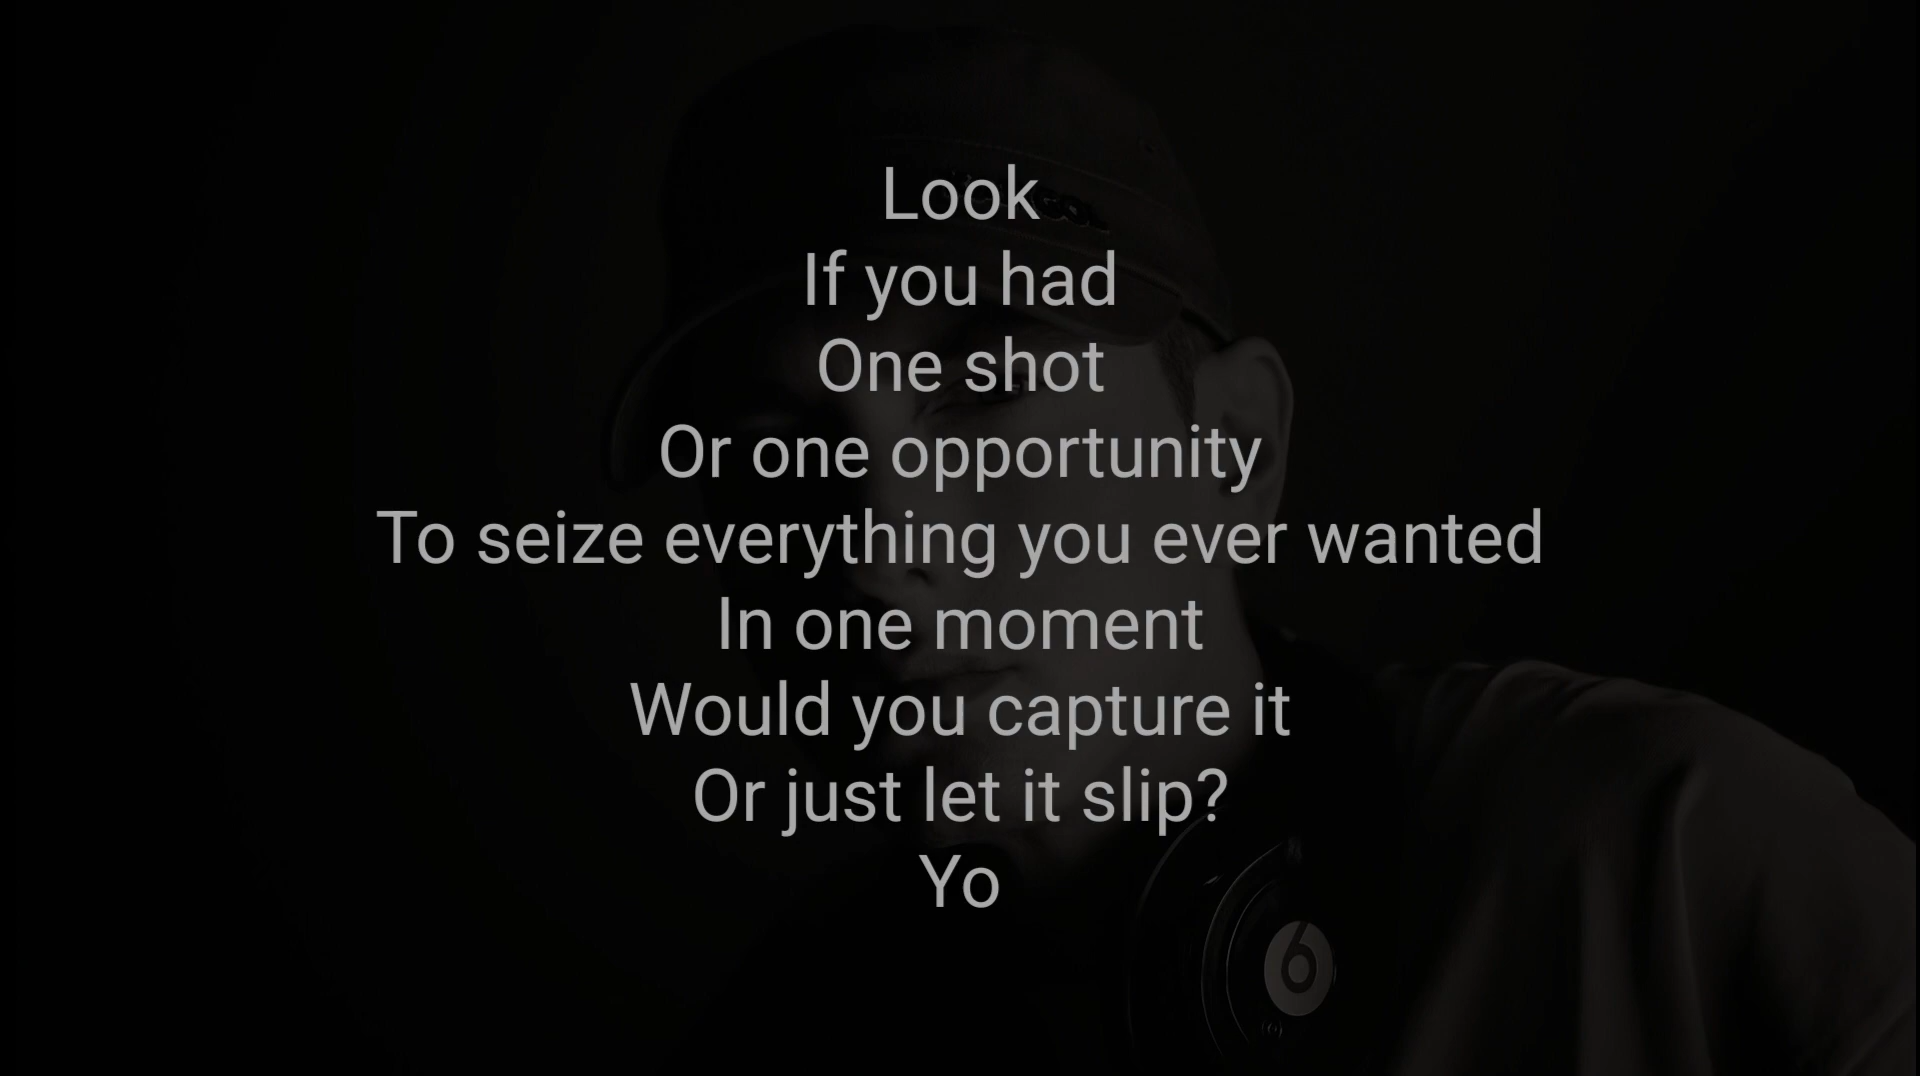 Look
If you had
One shot
Or one opportunity
To seize everything you ever wanted
In one moment
Would you capture it
Or just let it slip?
Yo